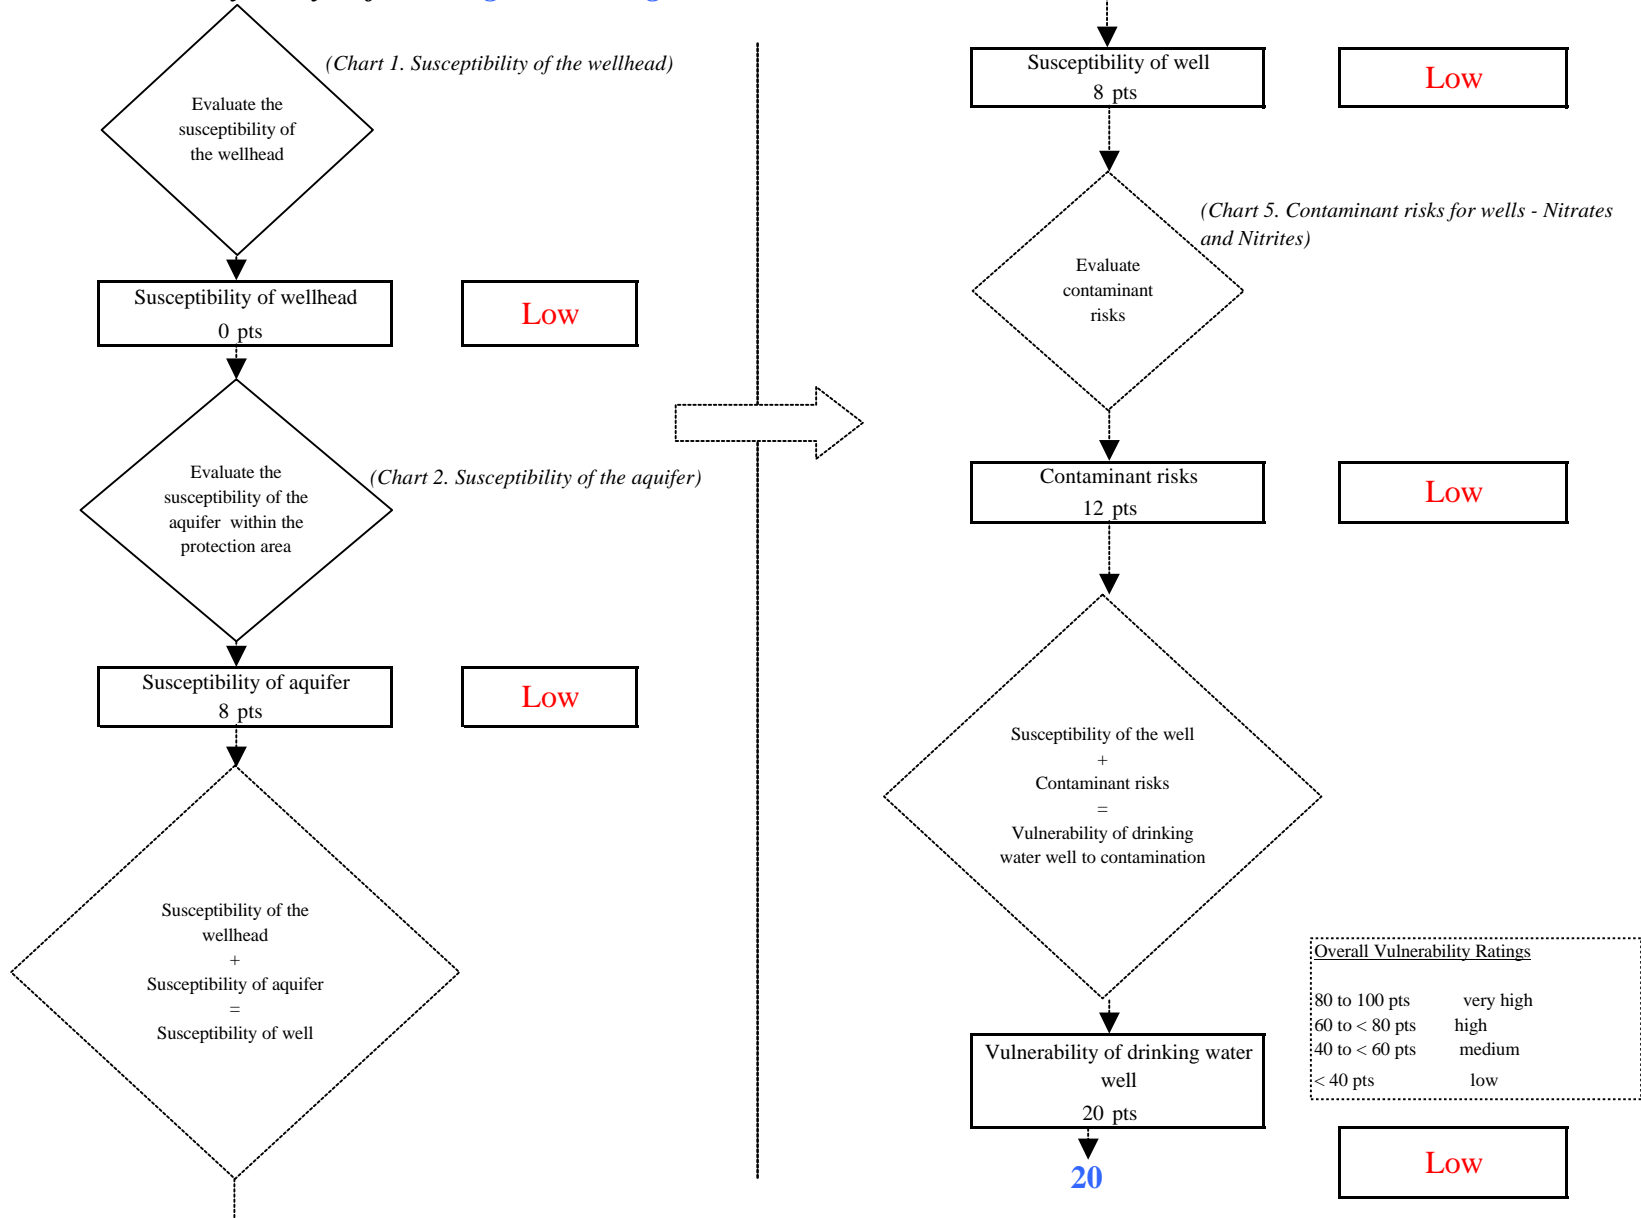 (Chart 1. Susceptibility of the wellhead)
Evaluate the
susceptibility of
the wellhead
Susceptibility of wellhead
0 pts
Low
Evaluate the
susceptibility of the
aquifer within the
protection area
(Chart 2. Susceptibility of the aquifer)
Susceptibility of aquifer
8 pts
Low
Susceptibility of the
wellhead
+
Susceptibility of aquifer
=
Susceptibility of well
Susceptibility of well
8 pts
Low
(Chart 5. Contaminant risks for wells - Nitrates
and Nitrites)
Evaluate
contaminant
risks
Contaminant risks
12 pts
Low
Susceptibility of the well
+
Contaminant risks
=
Vulnerability of drinking
water well to contamination
Overall Vulnerability Ratings
80 to 100 pts very high
60 to < 80 pts high
40 to < 60 pts medium
< 40 pts low
Vulnerability of drinking water
well
20 pts
20
Low